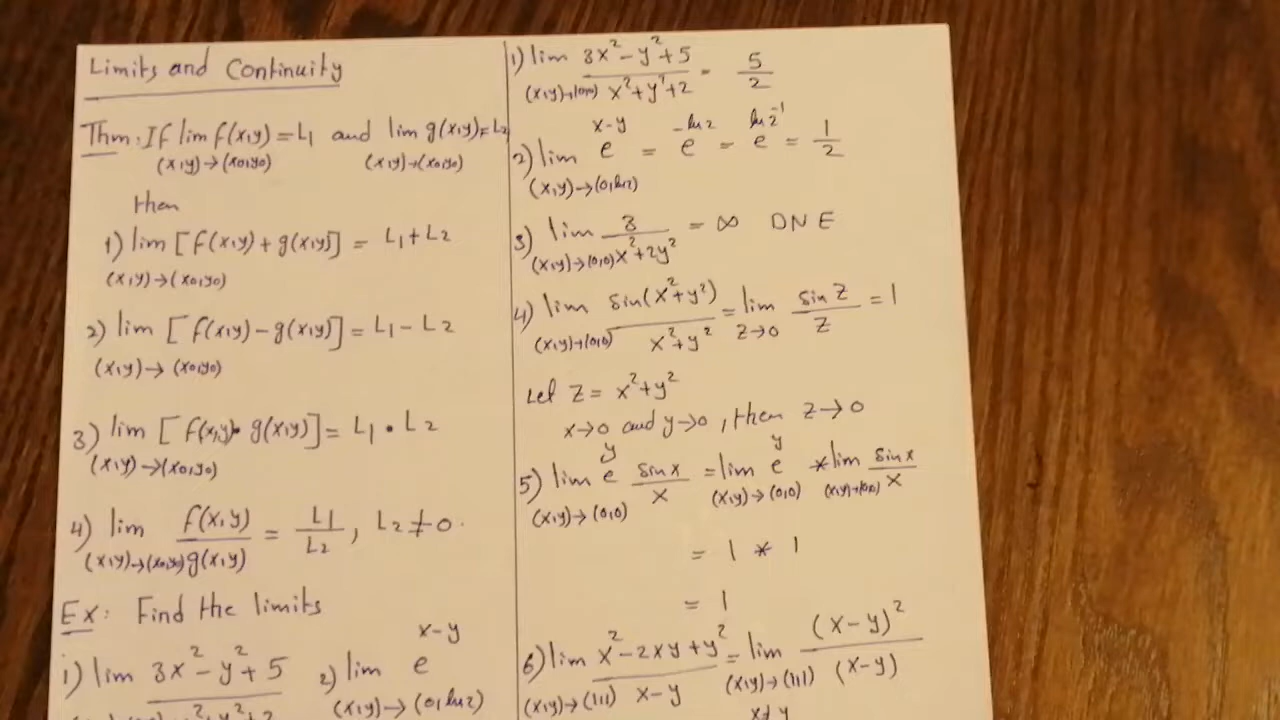 Limits and Continuity
Thm: If lim f(x,y) = L1 and lim g(x,y) = L2
(x,y)→(x0,y0) (x,y)→(x0,y0)
then
1) lim [f(x,y) + g(x,y)] = L1 + L2
(x,y)→(x0,y0)
2) lim [f(x,y) - g(x,y)] = L1 - L2
(x,y)→(x0,y0)
3) lim [f(x,y) • g(x,y)] = L1 • L2
(x,y)→(x0,y0)
4) lim f(x,y)/g(x,y) = L1/L2, L2 ≠ 0.
(x,y)→(x0,y0)
Ex: Find the limits
1) lim 3x² - y² + 5 2) lim e^(x-y)
(x,y)→(0,ln2)
1) lim (3x² - y² + 5)/(x² + y² + 2) = 5/2
(x,y)→(0,0)
2) lim e^(x-y) = e^(-ln2) = e^(ln2⁻¹) = 1/2
(x,y)→(0,ln2)
3) lim 3/(x² + 2y²) = ∞ DNE
(x,y)→(0,0)
4) lim sin(x² + y²)/(x² + y²) = lim sin z/z = 1
(x,y)→(0,0) z→0
Let z = x² + y²
x→0 and y→0, then z→0
5) lim e^y sin x/x = lim e^y * lim sin x/x
(x,y)→(0,0) (x,y)→(0,0) (x,y)→(0,0)
= 1 * 1
= 1
6) lim (x² - 2xy + y²)/(x-y) = lim (x-y)²/(x-y)
(x,y)→(1,1) (x,y)→(1,1)
x≠y